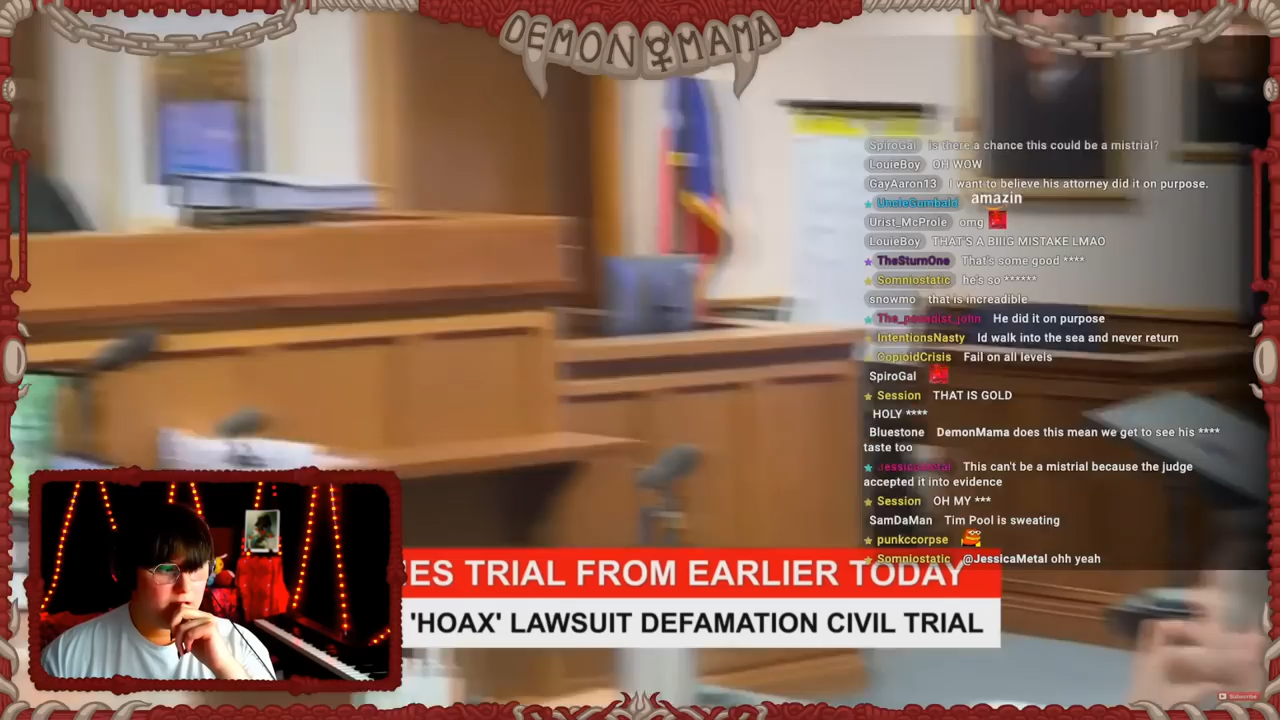 DEMON MAMA
SpiroGal is there a chance this could be a mistrial?
LouieBoy OH WOW
GayAaron13 I want to believe his attorney did it on purpose.
UncleGumbald amazin
Urist_McProle omg
LouieBoy THAT'S A BIIIG MISTAKE LMAO
TheSturnOne That's some good ****
Somniostatic he's so ******
snowmo that is increadible
He did it on purpose
IntentionsNasty Id walk into the sea and never return
CopioidCrisis Fail on all levels
SpiroGal
Session THAT IS GOLD
HOLY ****
Bluestone DemonMama does this mean we get to see his ****
taste too
JessicaMetal This can't be a mistrial because the judge
accepted it into evidence
Session OH MY ***
SamDaMan Tim Pool is sweating
punkccorpse
Somniostatic @JessicaMetal ohh yeah
ES TRIAL FROM EARLIER TODAY
'HOAX' LAWSUIT DEFAMATION CIVIL TRIAL
Subscribe